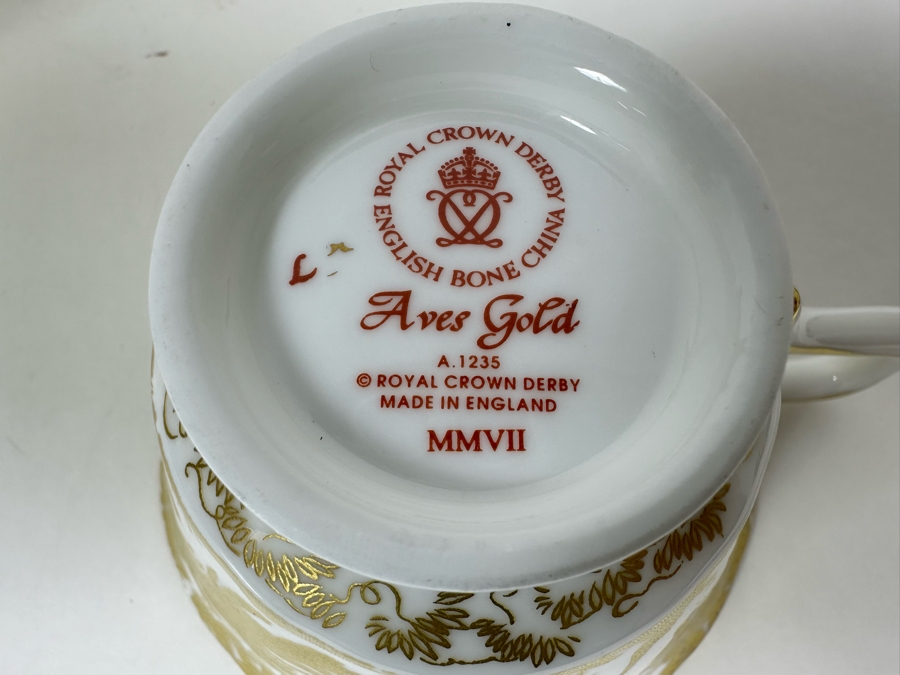 ROYAL CROWN DERBY
ENGLISH BONE CHINA
L
Aves Gold
A.1235
© ROYAL CROWN DERBY
MADE IN ENGLAND
MMVII